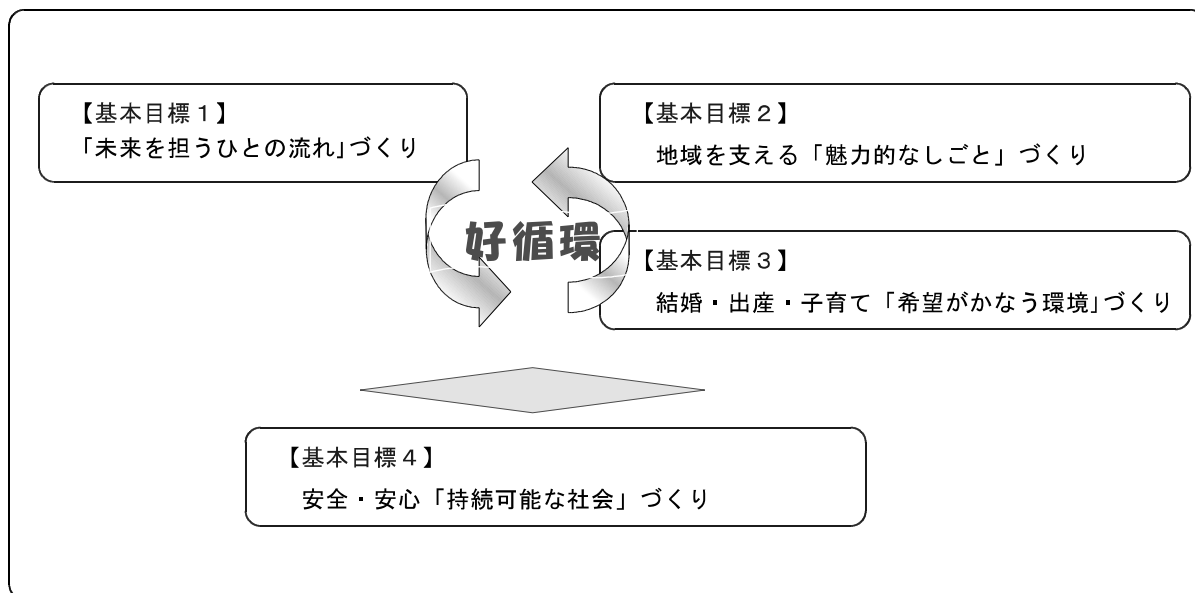 【基本目標１】
「未来を担うひとの流れ」づくり
【基本目標２】
地域を支える「魅力的なしごと」づくり
好循環
【基本目標３】
結婚・出産・子育て「希望がかなう環境」づくり
【基本目標４】
安全・安心「持続可能な社会」づくり